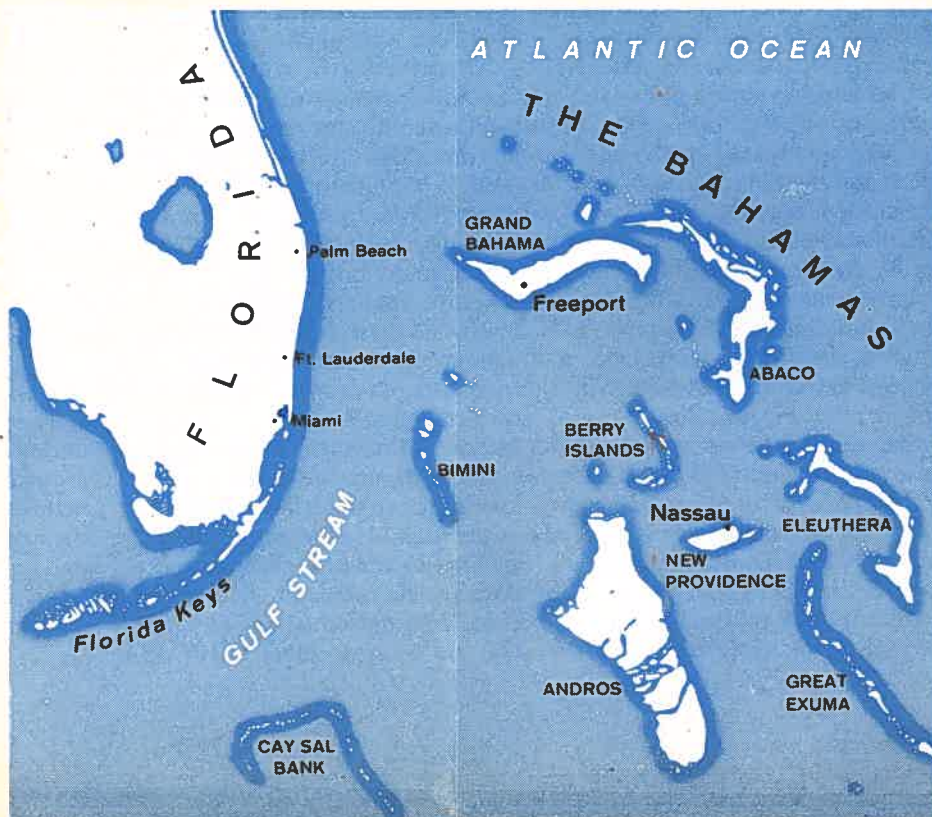 ATLANTIC OCEAN
THE BAHAMAS
FLORIDA
GRAND
BAHAMA
Palm Beach
Freeport
Ft. Lauderdale
ABACO
Miami
BERRY
ISLANDS
BIMINI
Nassau
ELEUTHERA
NEW
PROVIDENCE
Florida Keys
GULF STREAM
ANDROS
GREAT
EXUMA
CAY SAL
BANK